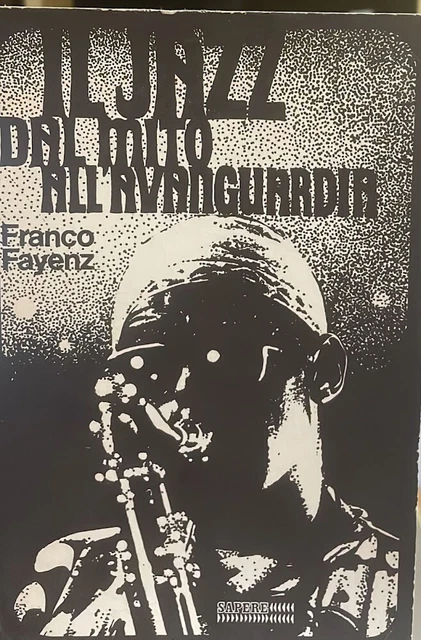 IL JAZZ
DAL MITO
ALL'AVANGUARDIA
Franco
Fayenz
SAPERE